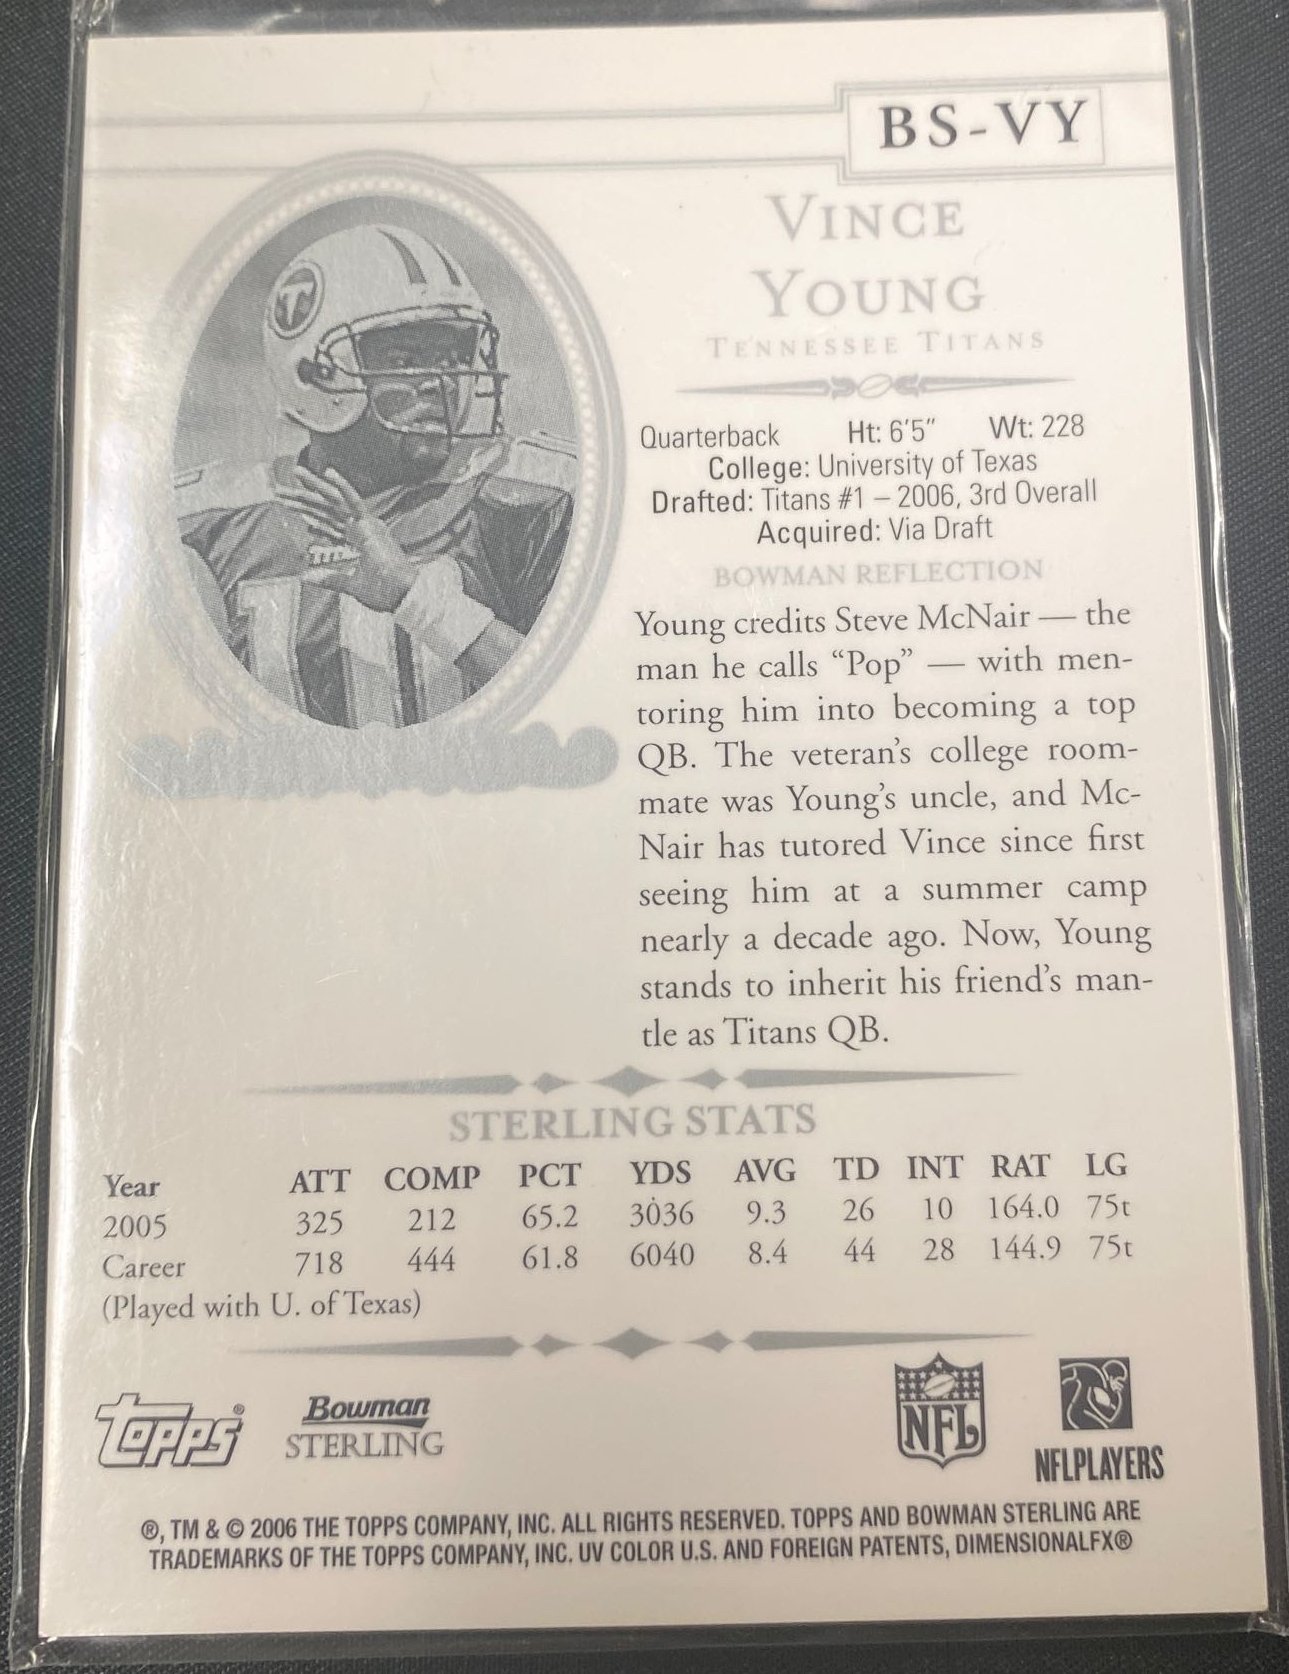 BS-VY
VINCE
YOUNG
TENNESSEE TITANS
Quarterback Ht: 6'5" Wt: 228
College: University of Texas
Drafted: Titans #1 – 2006, 3rd Overall
Acquired: Via Draft
BOWMAN REFLECTION
Young credits Steve McNair — the
man he calls “Pop” — with men-
toring him into becoming a top
QB. The veteran’s college room-
mate was Young’s uncle, and Mc-
Nair has tutored Vince since first
seeing him at a summer camp
nearly a decade ago. Now, Young
stands to inherit his friend’s man-
tle as Titans QB.
STERLING STATS
Year ATT COMP PCT YDS AVG TD INT RAT LG
2005 325 212 65.2 3036 9.3 26 10 164.0 75t
Career 718 444 61.8 6040 8.4 44 28 144.9 75t
(Played with U. of Texas)
Topps®
Bowman
STERLING
NFL
NFLPLAYERS
®, TM & © 2006 THE TOPPS COMPANY, INC. ALL RIGHTS RESERVED. TOPPS AND BOWMAN STERLING ARE
TRADEMARKS OF THE TOPPS COMPANY, INC. UV COLOR U.S. AND FOREIGN PATENTS, DIMENSIONALFX®